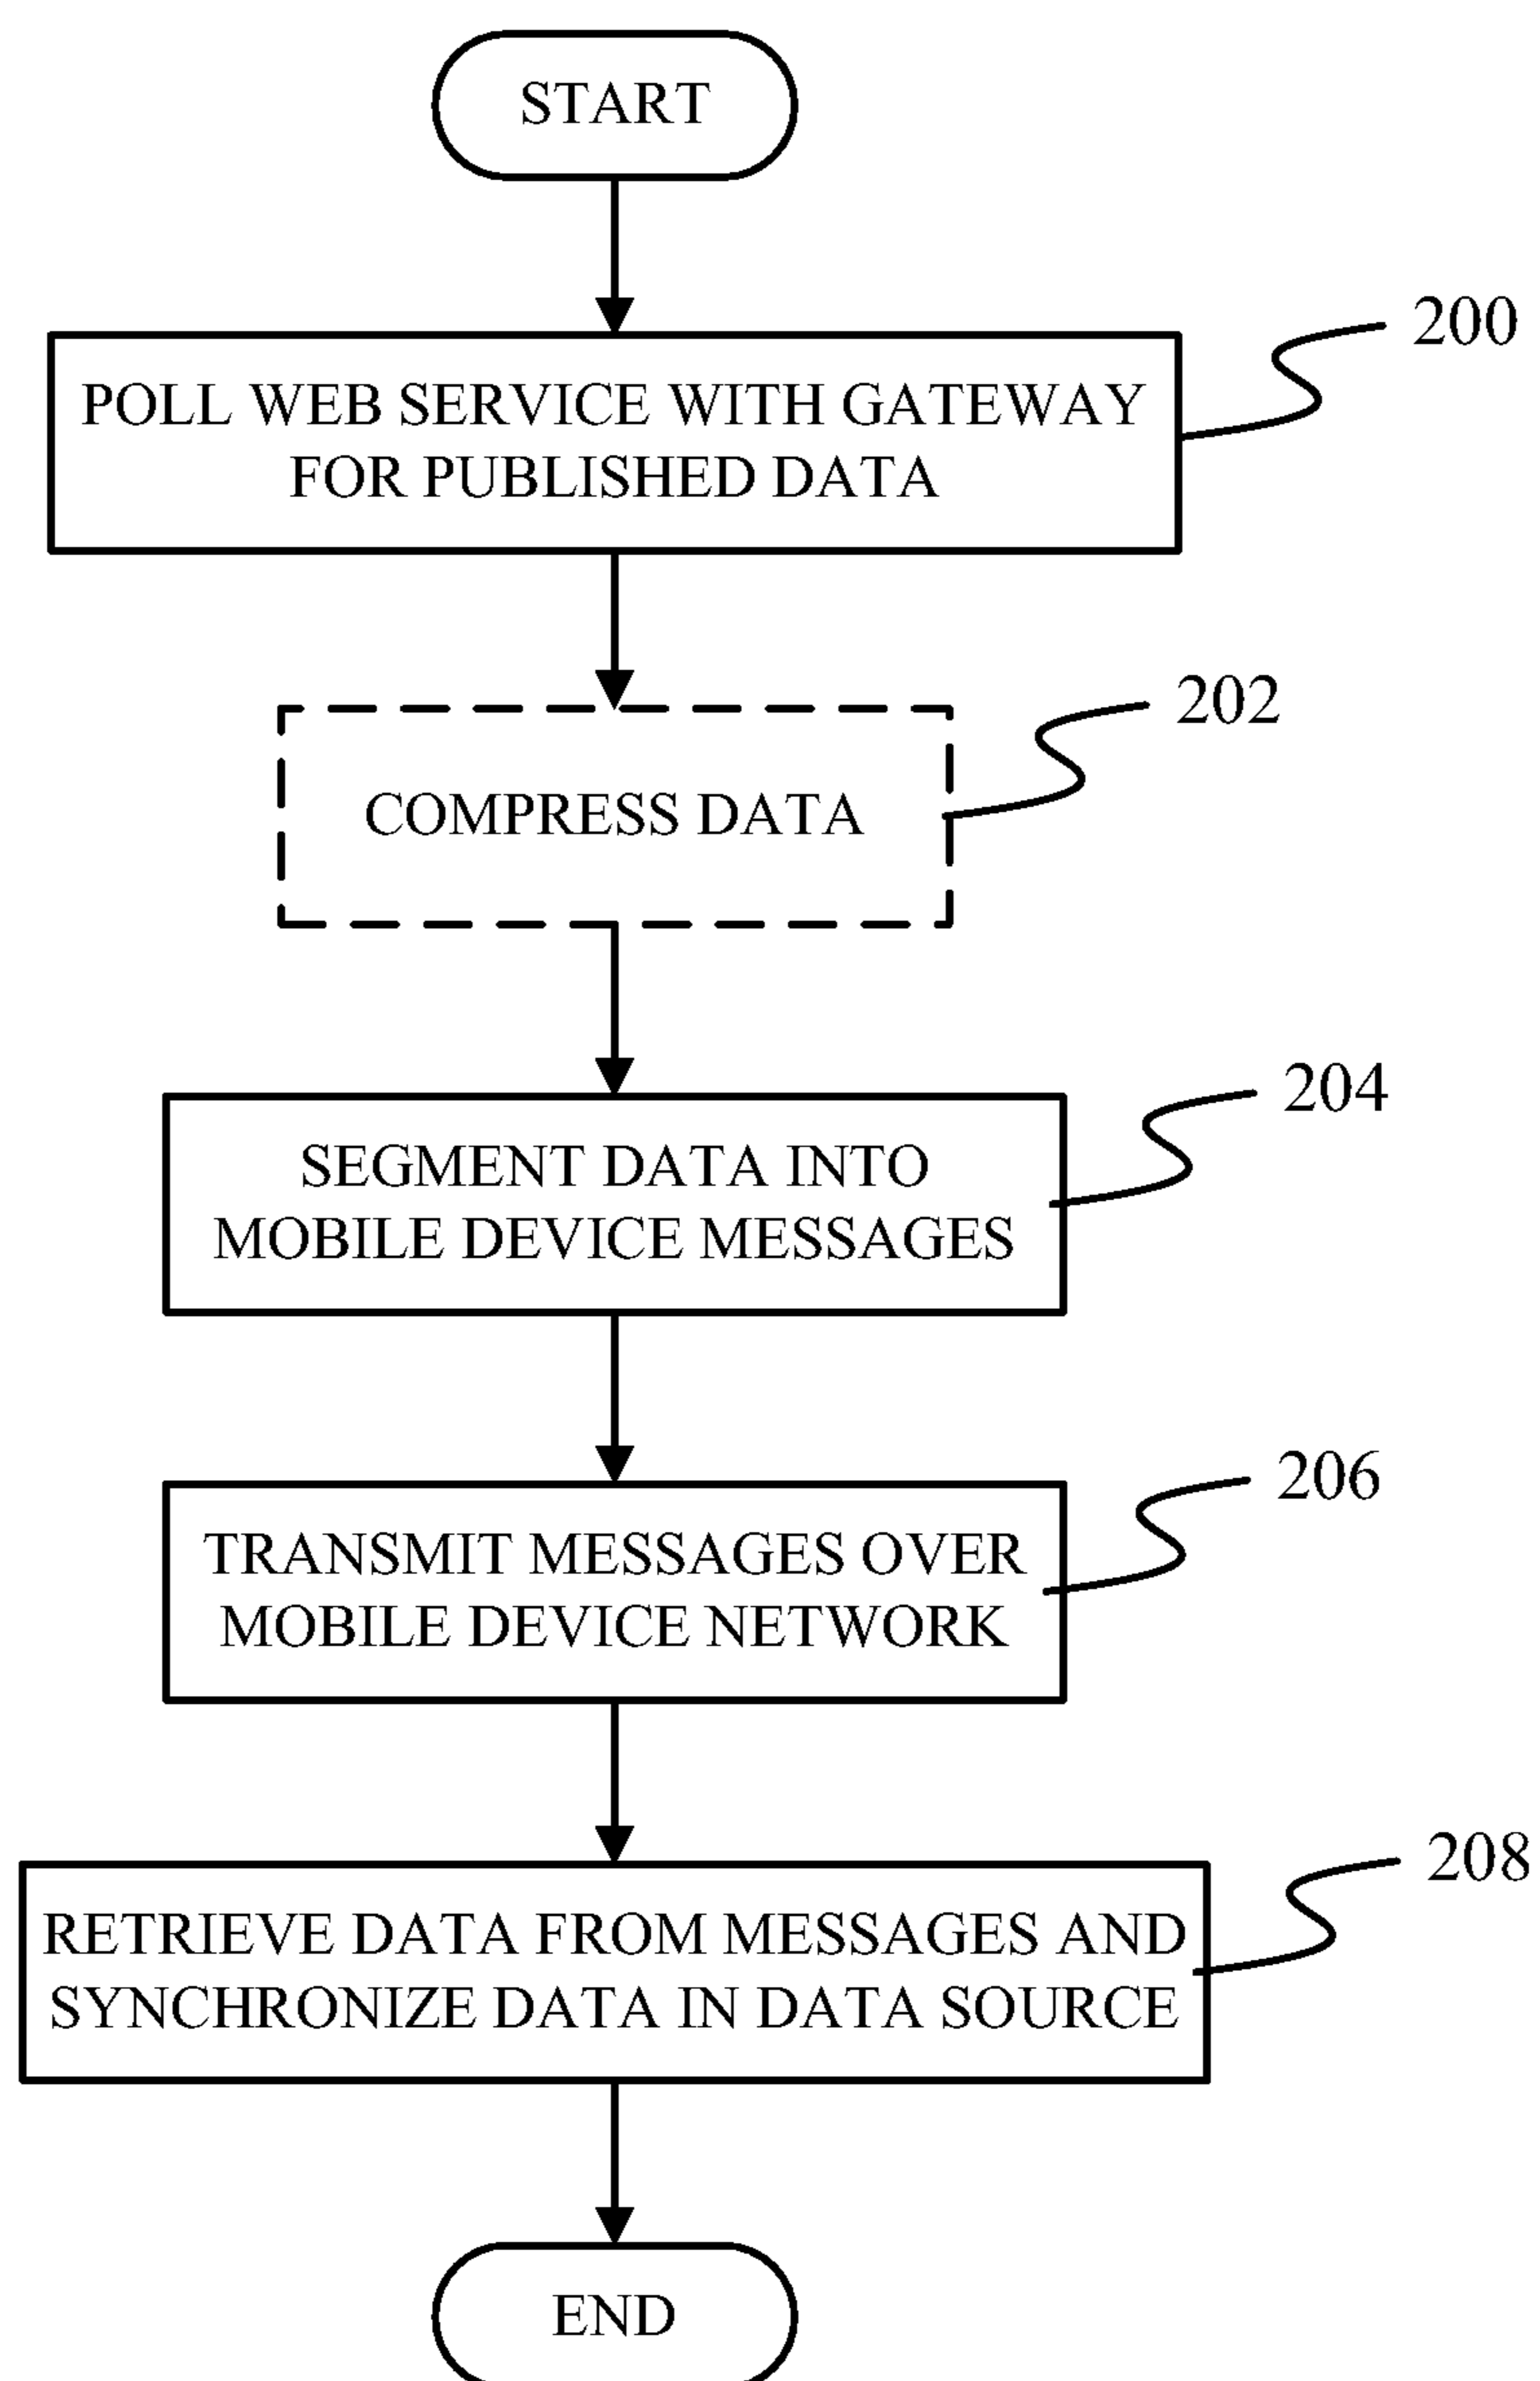 START
200
POLL WEB SERVICE WITH GATEWAY
FOR PUBLISHED DATA
202
COMPRESS DATA
204
SEGMENT DATA INTO
MOBILE DEVICE MESSAGES
206
TRANSMIT MESSAGES OVER
MOBILE DEVICE NETWORK
208
RETRIEVE DATA FROM MESSAGES AND
SYNCHRONIZE DATA IN DATA SOURCE
END